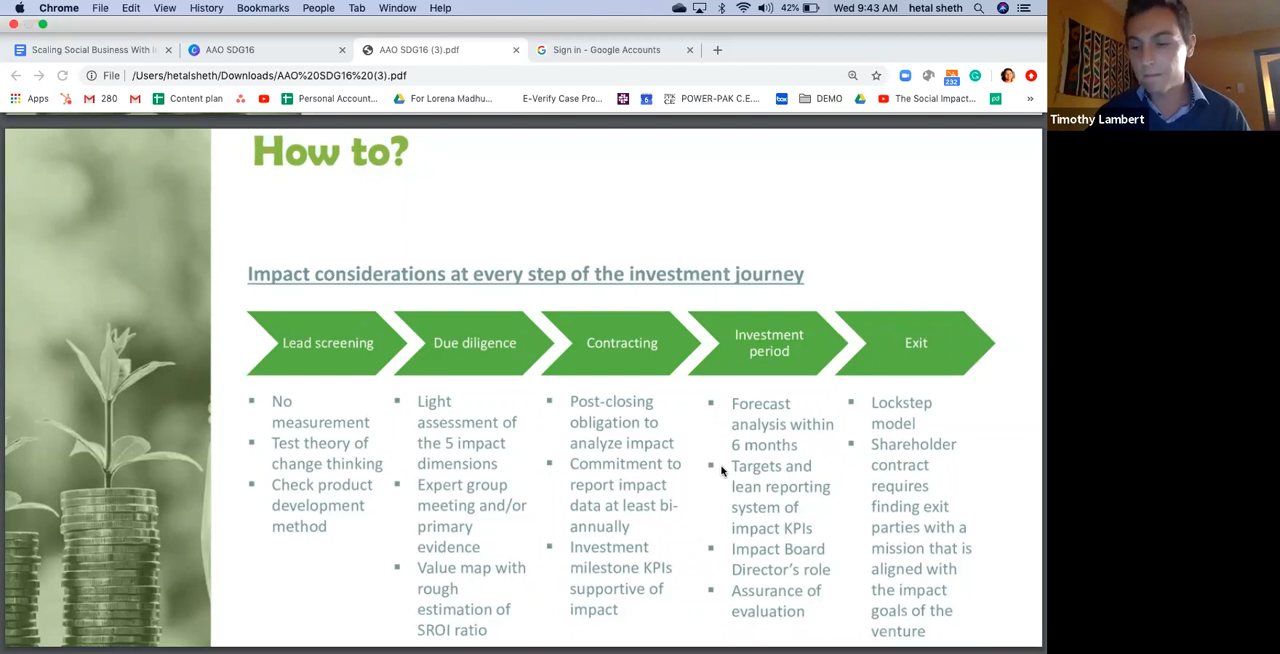 Chrome File Edit View History Bookmarks People Tab Window Help 42% Wed 9:43 AM hetal sheth
Scaling Social Business With I
AAO SDG16
AAO SDG16 (3).pdf
Sign in - Google Accounts
File /Users/hetalsheth/Downloads/AAO%20SDG16%20(3).pdf
232
Apps 280 Content plan Personal Account... For Lorena Madhu... E-Verify Case Pro... POWER-PAK C.E.... box DEMO The Social Impact... »
Timothy Lambert
How to?
Impact considerations at every step of the investment journey
Lead screening
Due diligence
Contracting
Investment
period
Exit
▪ No
measurement
▪ Test theory of
change thinking
▪ Check product
development
method
▪ Light
assessment of
the 5 impact
dimensions
▪ Expert group
meeting and/or
primary
evidence
▪ Value map with
rough
estimation of
SROI ratio
▪ Post-closing
obligation to
analyze impact
▪ Commitment to
report impact
data at least bi-
annually
▪ Investment
milestone KPIs
supportive of
impact
▪ Forecast
analysis within
6 months
▪ Targets and
lean reporting
system of
impact KPIs
▪ Impact Board
Director's role
▪ Assurance of
evaluation
▪ Lockstep
model
▪ Shareholder
contract
requires
finding exit
parties with a
mission that is
aligned with
the impact
goals of the
venture